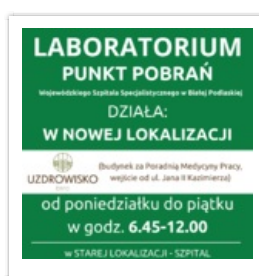 LABORATORIUM
PUNKT POBRAŃ
Wojewódzkiego Szpitala Specjalistycznego w Białej Podlaskiej
DZIAŁA:
W NOWEJ LOKALIZACJI
UZDROWISKO
(budynek za Poradnią Medycyny Pracy,
wejście od ul. Jana II Kazimierza)
od poniedziałku do piątku
w godz. 6.45-12.00
w STAREJ LOKALIZACJI - SZPITAL